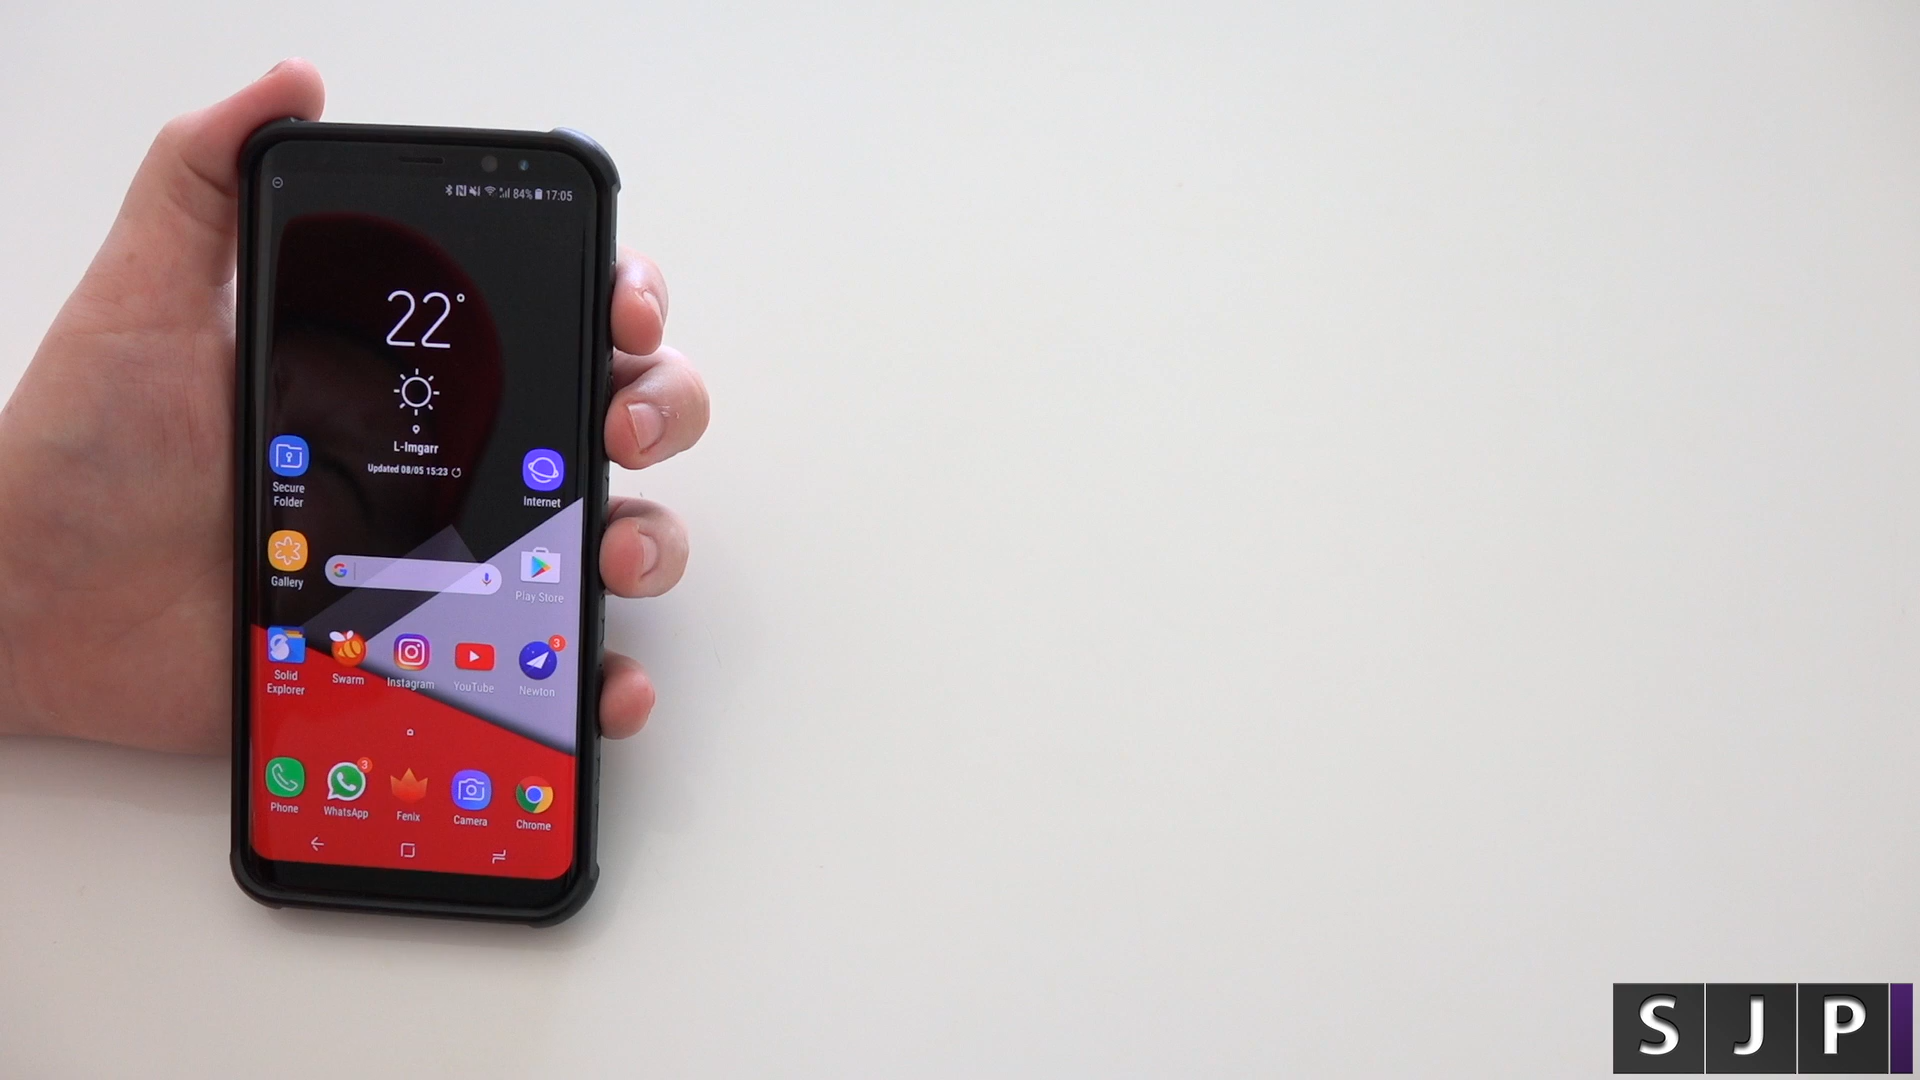 84% 17:05
22°
L-Imgarr
Updated 08/05 15:23
Secure
Folder
Internet
Gallery
Play Store
Solid
Explorer
Swarm
Instagram
YouTube
3
Newton
Phone
3
WhatsApp
Fenix
Camera
Chrome
SJP